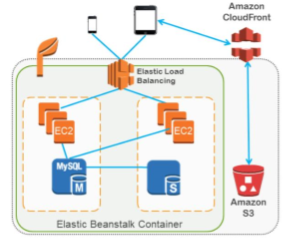 Amazon
CloudFront
Elastic Load
Balancing
EC2
EC2
MySQL
M
S
Amazon
S3
Elastic Beanstalk Container